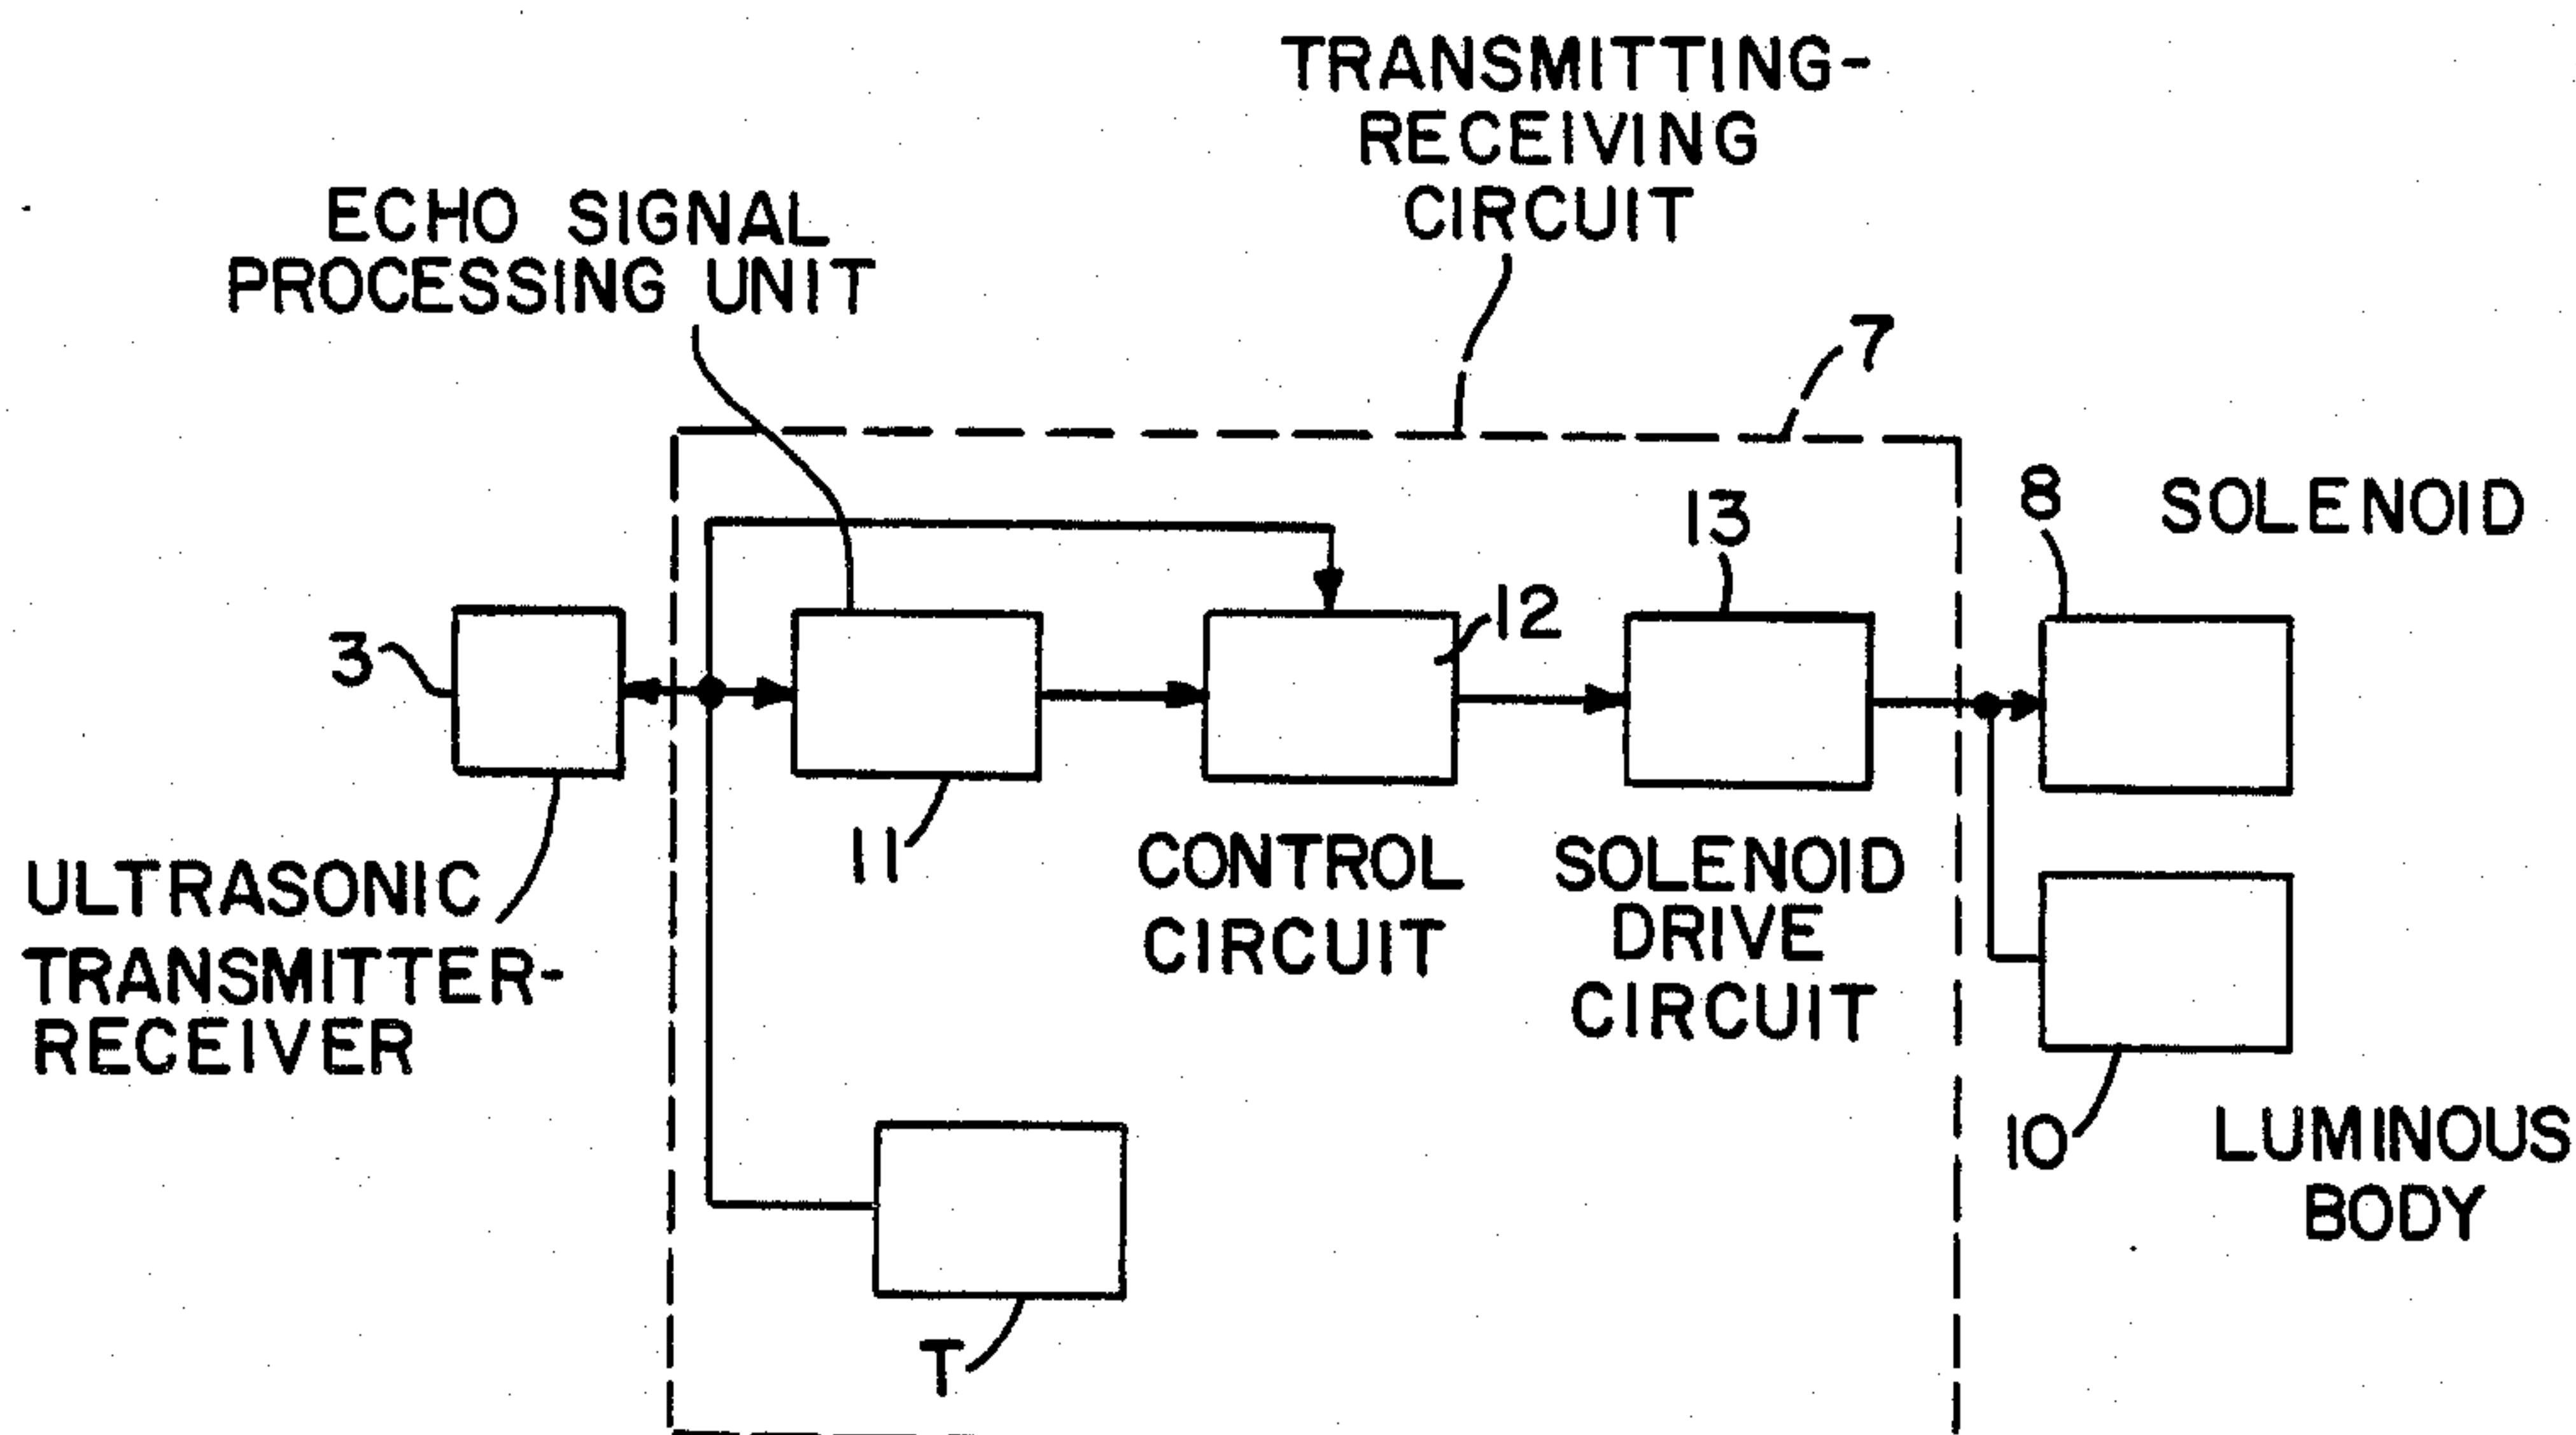 TRANSMITTING-
RECEIVING
CIRCUIT
ECHO SIGNAL
PROCESSING UNIT
7
8
SOLENOID
13
12
3
11
CONTROL
CIRCUIT
SOLENOID
DRIVE
CIRCUIT
ULTRASONIC
TRANSMITTER-
RECEIVER
10
LUMINOUS
BODY
T